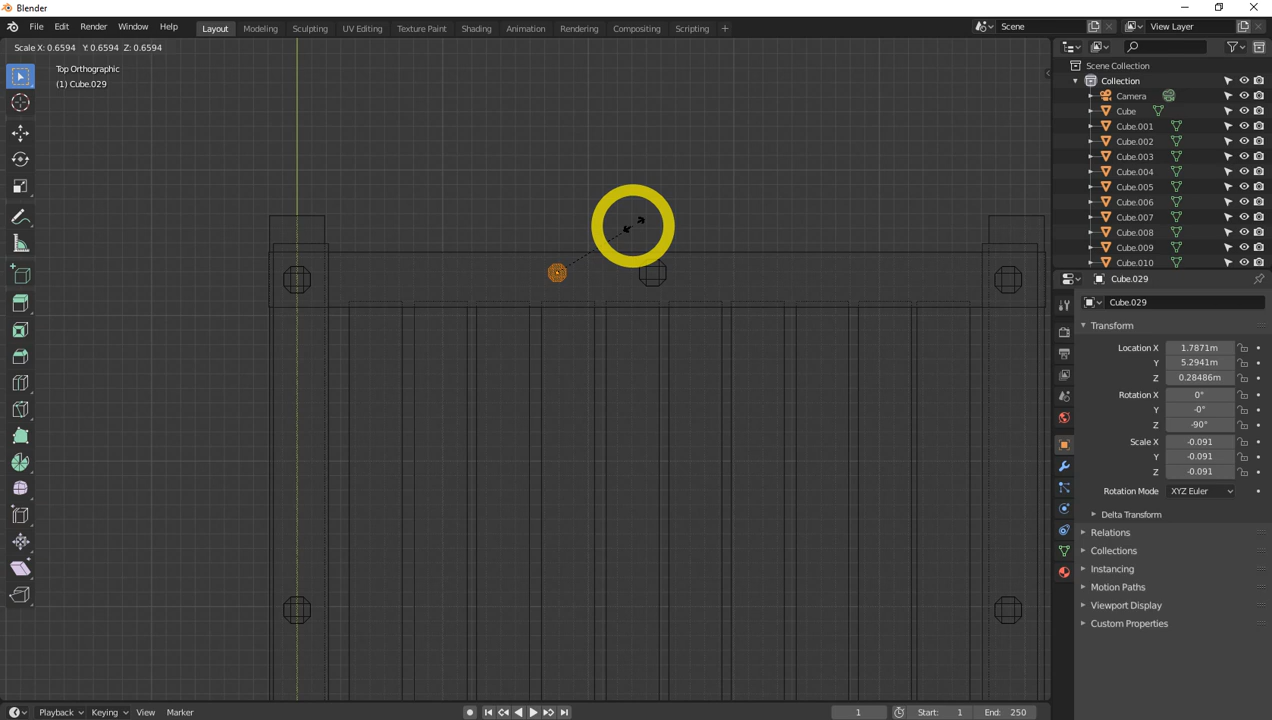 Blender
File Edit Render Window Help Layout Modeling Sculpting UV Editing Texture Paint Shading Animation Rendering Compositing Scripting + Scene View Layer
Scale X: 0.6594 Y: 0.6594 Z: 0.6594
Top Orthographic
(1) Cube.029
Scene Collection
Collection
Camera
Cube
Cube.001
Cube.002
Cube.003
Cube.004
Cube.005
Cube.006
Cube.007
Cube.008
Cube.009
Cube.010
Cube.029
Cube.029
Transform
Location X 1.7871m
Y 5.2941m
Z 0.28486m
Rotation X 0°
Y -0°
Z -90°
Scale X -0.091
Y -0.091
Z -0.091
Rotation Mode XYZ Euler
Delta Transform
Relations
Collections
Instancing
Motion Paths
Viewport Display
Custom Properties
Playback Keying View Marker 1 Start: 1 End: 250